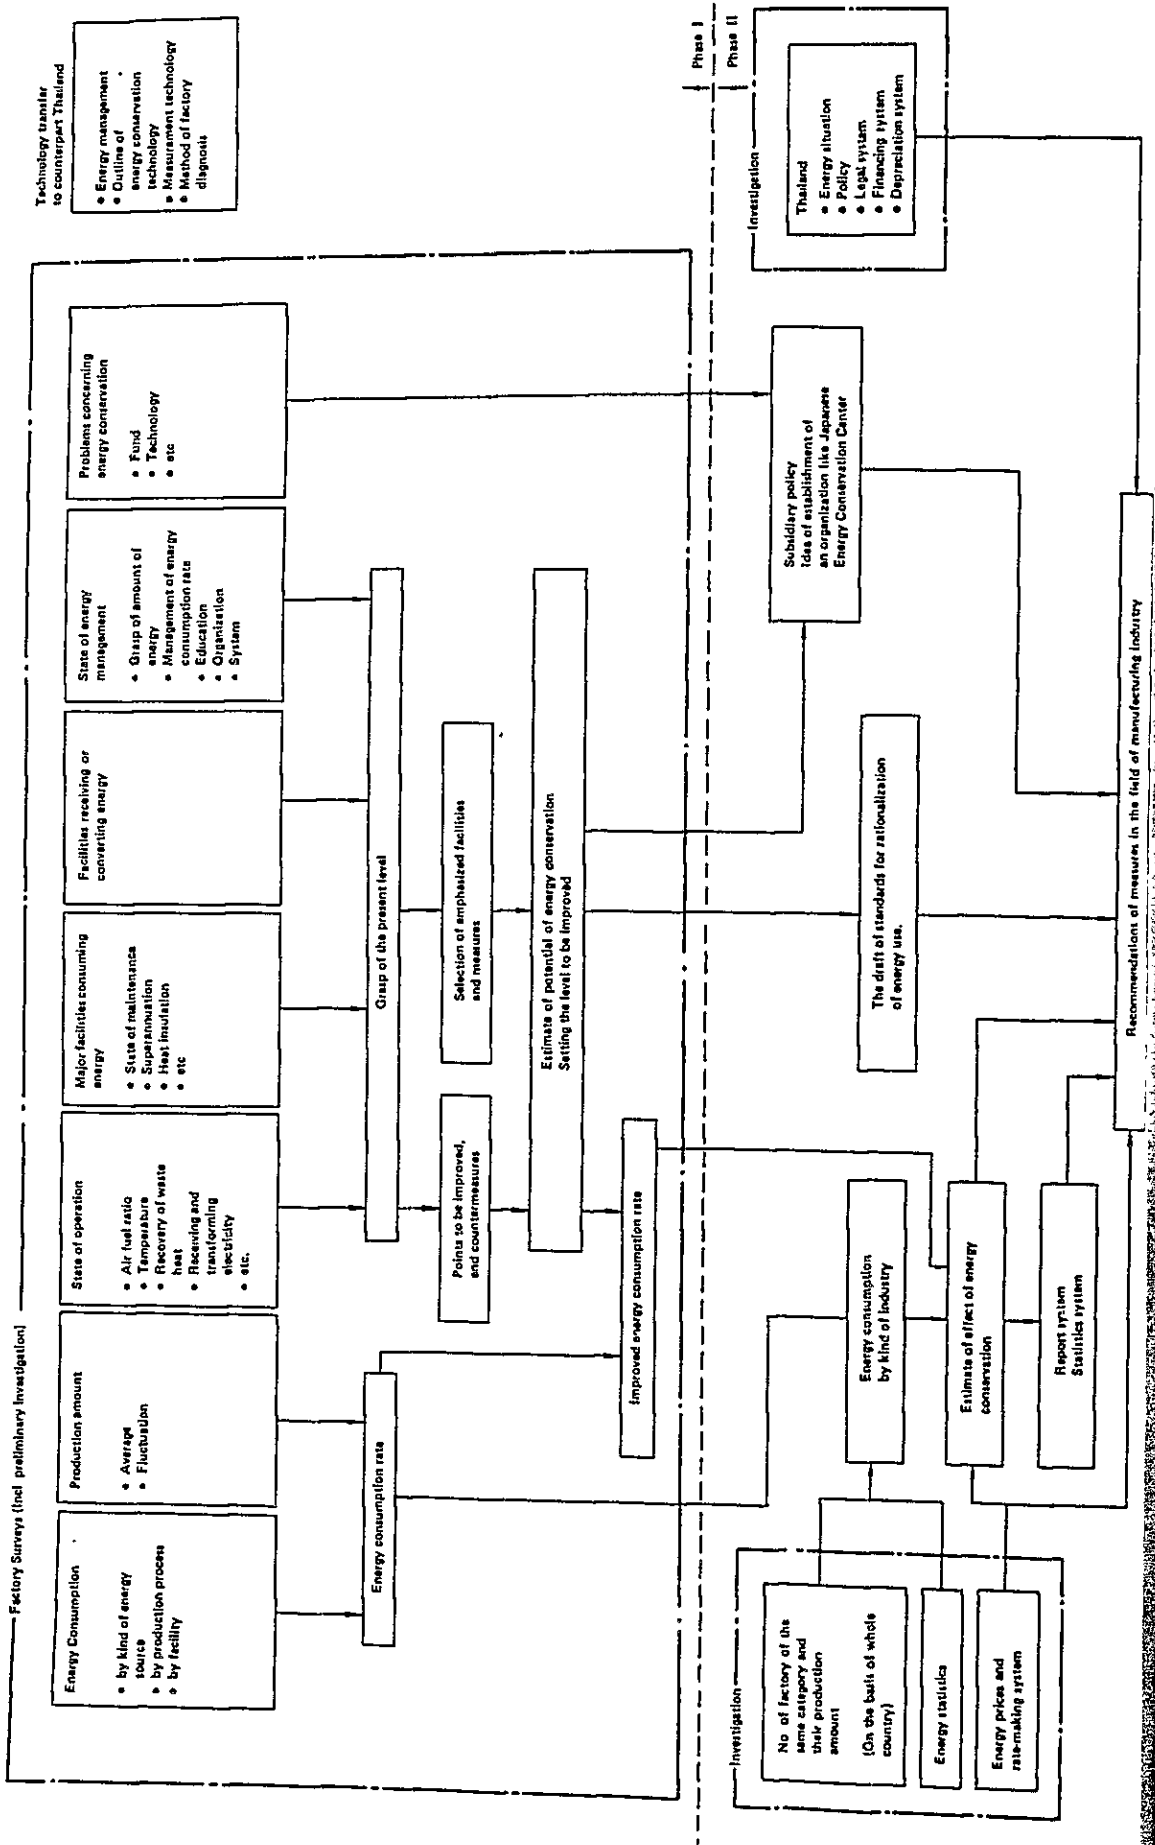 Factory Surveys (Incl preliminary Investigation)
Energy Consumption
• by kind of energy
source
• by production process
• by facility
Production amount
• Average
• Fluctuation
State of operation
• Air fuel ratio
• Temperature
• Recovery of waste
heat
• Receiving and
transforming
electricity
• etc.
Major facilities consuming
energy
• State of maintenance
• Superannuation
• Heat insulation
• etc
Facilities receiving or
converting energy
State of energy
management
• Grasp of amount of
energy
• Management of energy
consumption rate
• Education
• Organization
• System
Problems concerning
energy conservation
• Fund
• Technology
• etc
Technology transfer
to counterpart Thailand
• Energy management
• Outline of
energy conservation
technology
• Measurement technology
• Method of factory
diagnosis
Energy consumption rate
Grasp of the present level
Points to be improved,
and countermeasures
Selection of emphasized facilities
and measures
Estimate of potential of energy conservation
Setting the level to be improved
Improved energy consumption rate
Phase I
Phase II
Investigation
No of factory of the
same category and
their production
amount
(On the basis of whole
country)
Energy statistics
Energy prices and
rate-making system
Energy consumption
by kind of industry
Estimate of effect of energy
conservation
Report system
Statistics system
The draft of standards for rationalization
of energy use.
Subsidiary policy
Idea of establishment of
an organization like Japanese
Energy Conservation Center
Investigation
Thailand
• Energy situation
• Policy
• Legal system
• Financing system
• Depreciation system
Recommendations of measures in the field of manufacturing industry